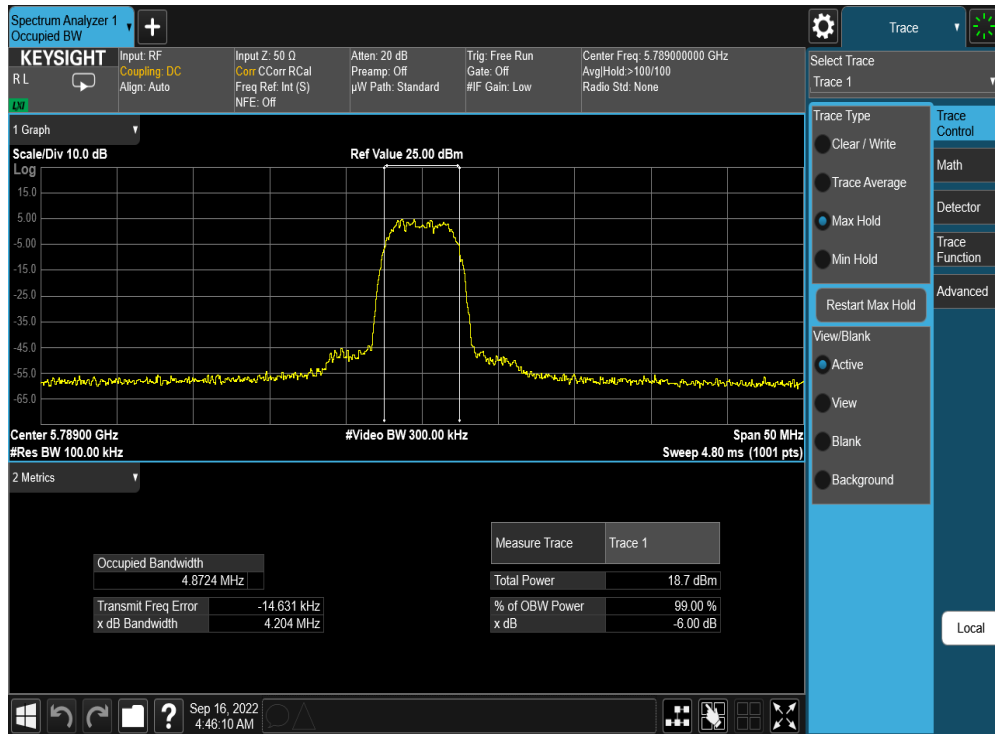 Spectrum Analyzer 1
Occupied BW
Trace
KEYSIGHT
R L
LXI
Input: RF
Coupling: DC
Align: Auto
Input Z: 50 Ω
Corr CCorr RCal
Freq Ref: Int (S)
NFE: Off
Atten: 20 dB
Preamp: Off
µW Path: Standard
Trig: Free Run
Gate: Off
#IF Gain: Low
Center Freq: 5.789000000 GHz
Avg|Hold:>100/100
Radio Std: None
Select Trace
Trace 1
1 Graph
Scale/Div 10.0 dB
Ref Value 25.00 dBm
Log
15.0
5.00
-5.00
-15.0
-25.0
-35.0
-45.0
-55.0
-65.0
Center 5.78900 GHz
#Video BW 300.00 kHz
Span 50 MHz
#Res BW 100.00 kHz
Sweep 4.80 ms (1001 pts)
Trace Type
Clear / Write
Trace Average
Max Hold
Min Hold
Restart Max Hold
View/Blank
Active
View
Blank
Background
Trace
Control
Math
Detector
Trace
Function
Advanced
Local
2 Metrics
Occupied Bandwidth
4.8724 MHz
Transmit Freq Error -14.631 kHz
x dB Bandwidth 4.204 MHz
Measure Trace Trace 1
Total Power 18.7 dBm
% of OBW Power 99.00 %
x dB -6.00 dB
?
Sep 16, 2022
4:46:10 AM